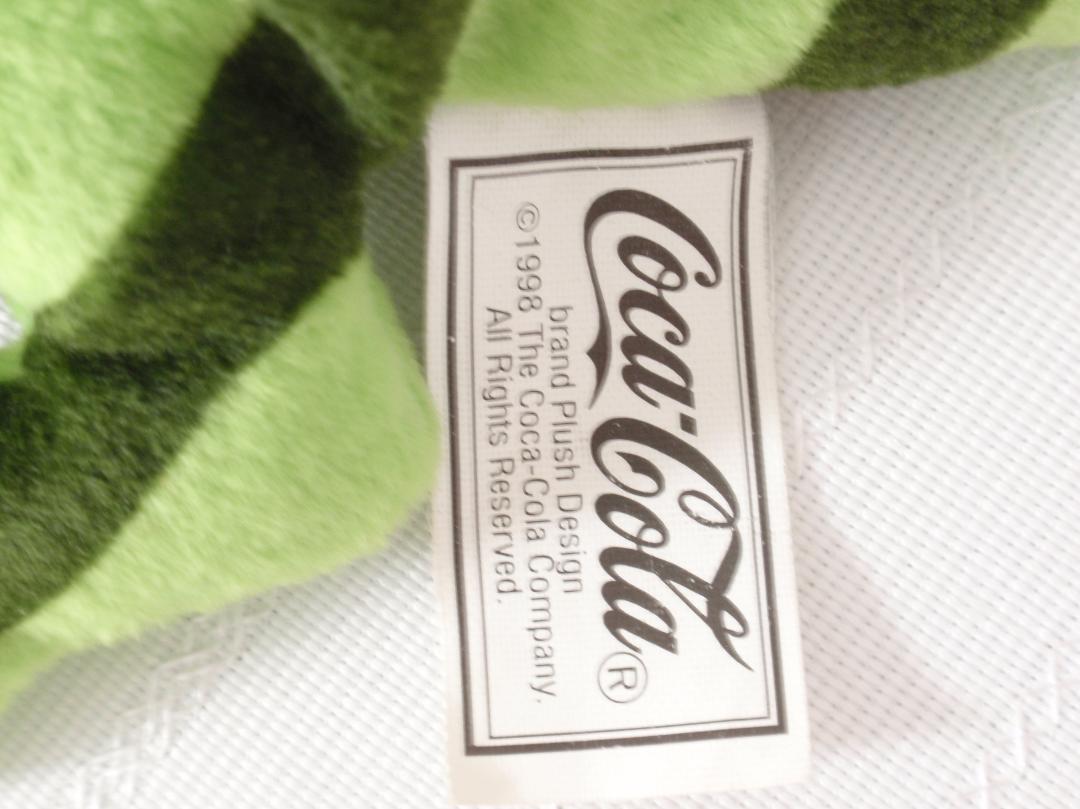 Coca-Cola®
brand Plush Design
©1998 The Coca-Cola Company.
All Rights Reserved.